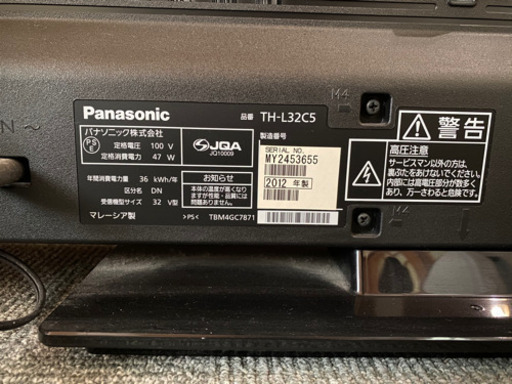 Panasonic
パナソニック株式会社
PS
E
定格電圧 100 V
定格消費電力 47 W
年間消費電力量 36 kWh/年
区分名 DN
受信機型サイズ 32 V型
マレーシア製
JQA
JQ10009
お知らせ
本体の温度が高くなり
ますが性能・品質には
問題ありません。
>PS<
TBM4GC7871
品番 TH-L32C5
製造番号
SERIAL NO.
MY2453655
2012 年製
M4
警告
高圧注意
サービスマン以外の方は、
裏ぶたをあけないでください。
内部には高電圧部分が数多く
あり、万一さわると危険です。
N ~